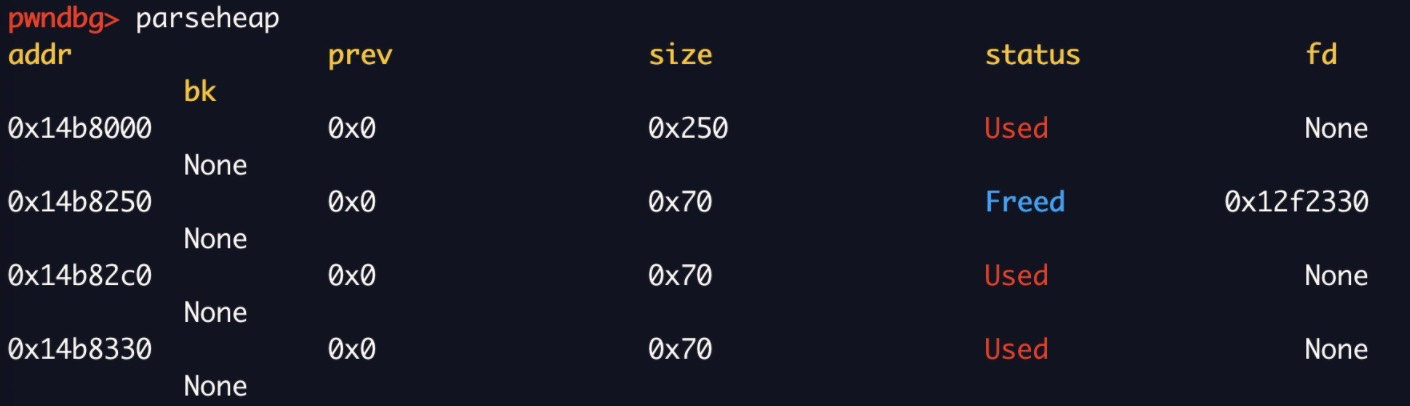 pwndbg> parseheap
addr prev size status fd
bk
0x14b8000 0x0 0x250 Used None
None
0x14b8250 0x0 0x70 Freed 0x12f2330
None
0x14b82c0 0x0 0x70 Used None
None
0x14b8330 0x0 0x70 Used None
None